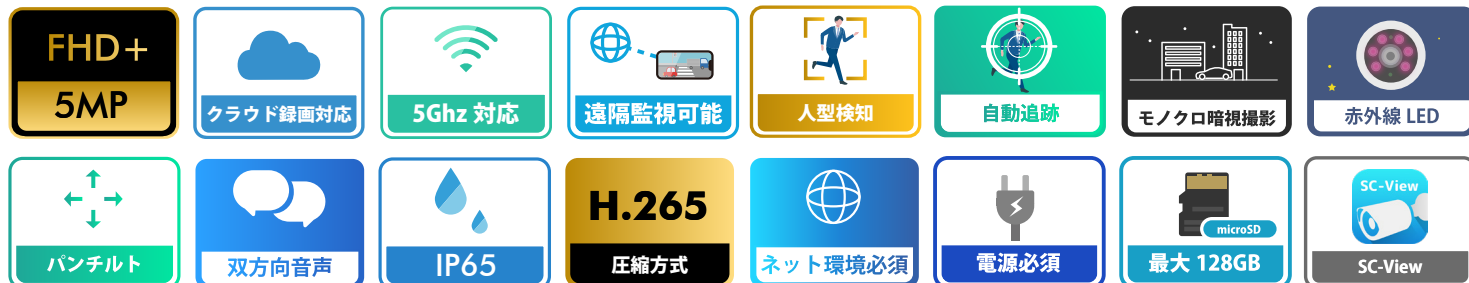 FHD+
5MP
クラウド録画対応
5Ghz 対応
遠隔監視可能
人型検知
自動追跡
モノクロ暗視撮影
赤外線 LED
パンチルト
双方向音声
IP65
H.265
圧縮方式
ネット環境必須
電源必須
microSD
最大 128GB
SC-View
SC-View